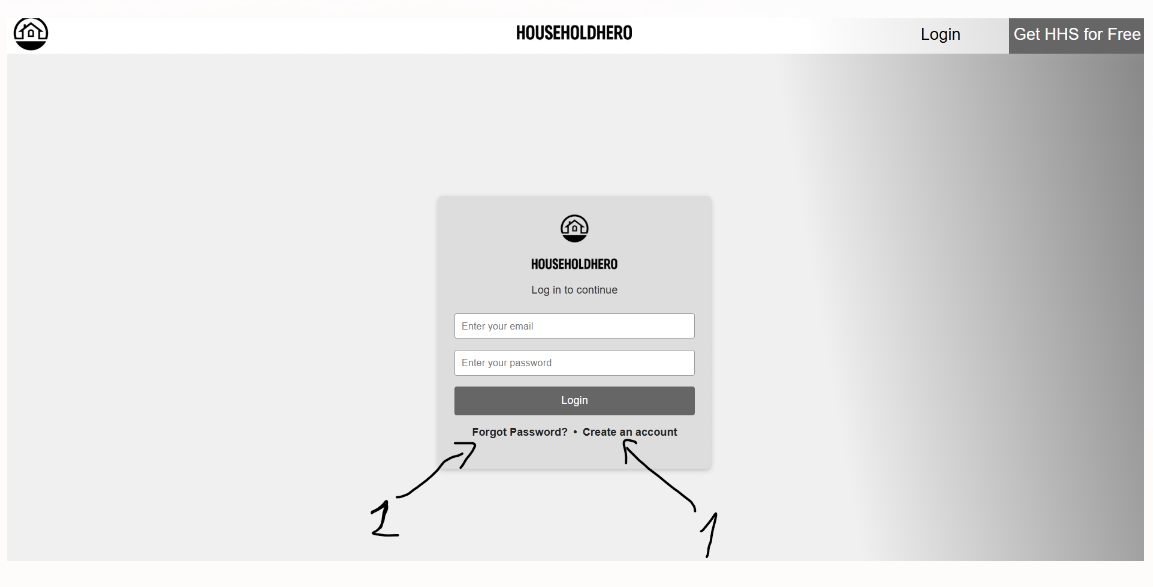 HOUSEHOLDHERO
Login
Get HHS for Free
HOUSEHOLDHERO
Log in to continue
Enter your email
Enter your password
Login
Forgot Password? • Create an account
2
1